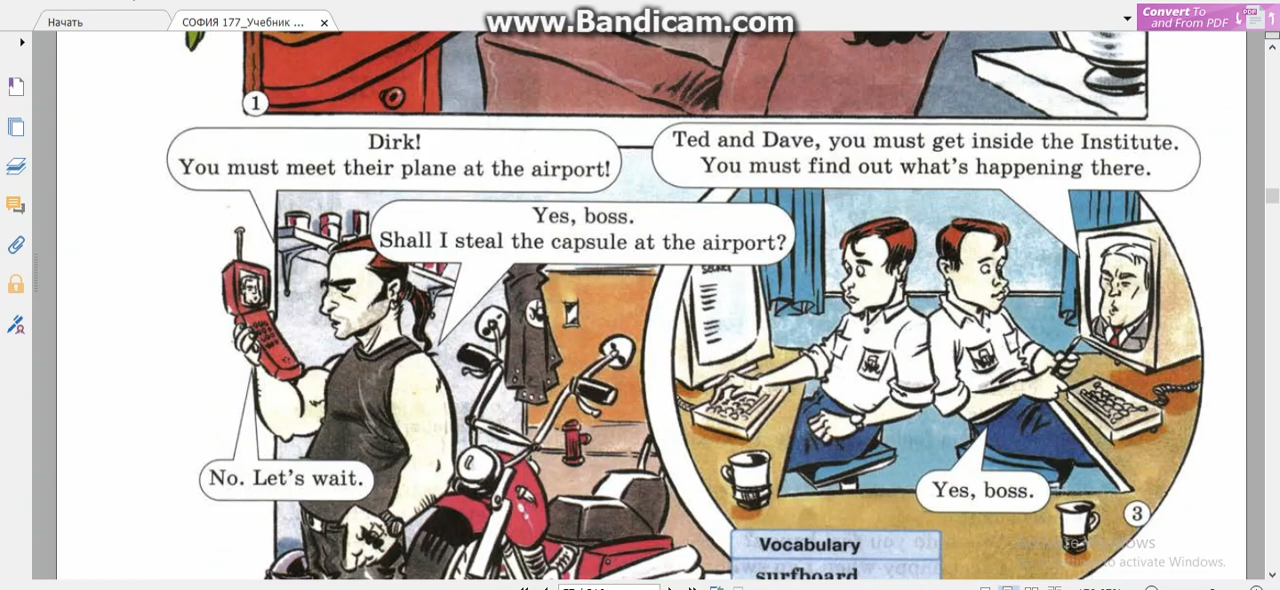 www.Bandicam.com
Начать
СОФИЯ 177_Учебник ...
Convert To
and From PDF
1
Dirk!
You must meet their plane at the airport!
Ted and Dave, you must get inside the Institute.
You must find out what's happening there.
Yes, boss.
Shall I steal the capsule at the airport?
No. Let's wait.
Yes, boss.
3
Vocabulary
surfboard
to activate Windows.